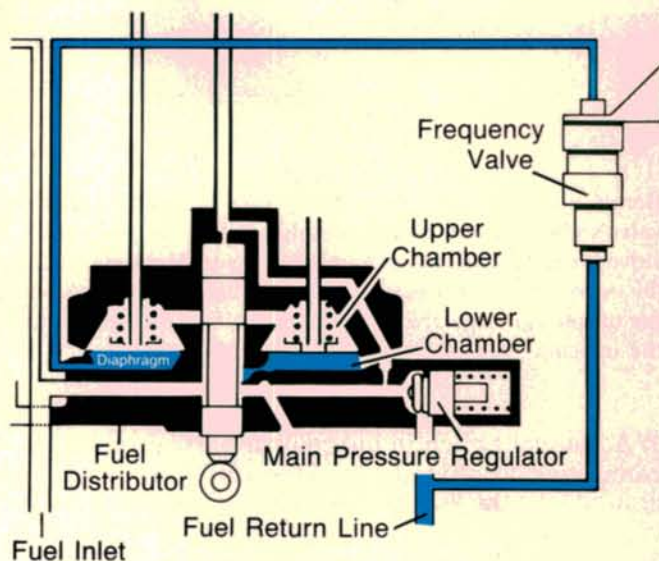 Frequency
Valve
Upper
Chamber
Lower
Chamber
Diaphragm
Fuel
Distributor
Main Pressure Regulator
Fuel Return Line
Fuel Inlet